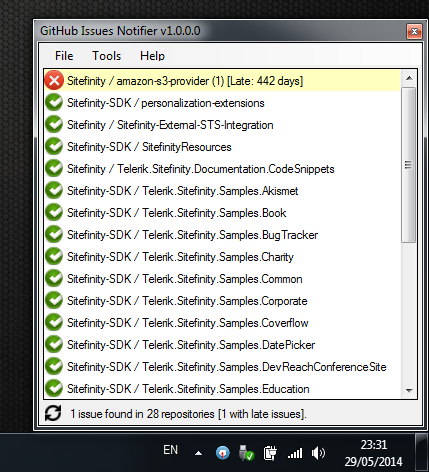 GitHub Issues Notifier v1.0.0.0
File Tools Help
Sitefinity / amazon-s3-provider (1) [Late: 442 days]
Sitefinity-SDK / personalization-extensions
Sitefinity / Sitefinity-External-STS-Integration
Sitefinity-SDK / SitefinityResources
Sitefinity / Telerik.Sitefinity.Documentation.CodeSnippets
Sitefinity-SDK / Telerik.Sitefinity.Samples.Akismet
Sitefinity-SDK / Telerik.Sitefinity.Samples.Book
Sitefinity-SDK / Telerik.Sitefinity.Samples.BugTracker
Sitefinity-SDK / Telerik.Sitefinity.Samples.Charity
Sitefinity-SDK / Telerik.Sitefinity.Samples.Common
Sitefinity-SDK / Telerik.Sitefinity.Samples.Corporate
Sitefinity-SDK / Telerik.Sitefinity.Samples.Coverflow
Sitefinity-SDK / Telerik.Sitefinity.Samples.DatePicker
Sitefinity-SDK / Telerik.Sitefinity.Samples.DevReachConferenceSite
Sitefinity-SDK / Telerik.Sitefinity.Samples.Education
1 issue found in 28 repositories [1 with late issues].
EN
23:31
29/05/2014